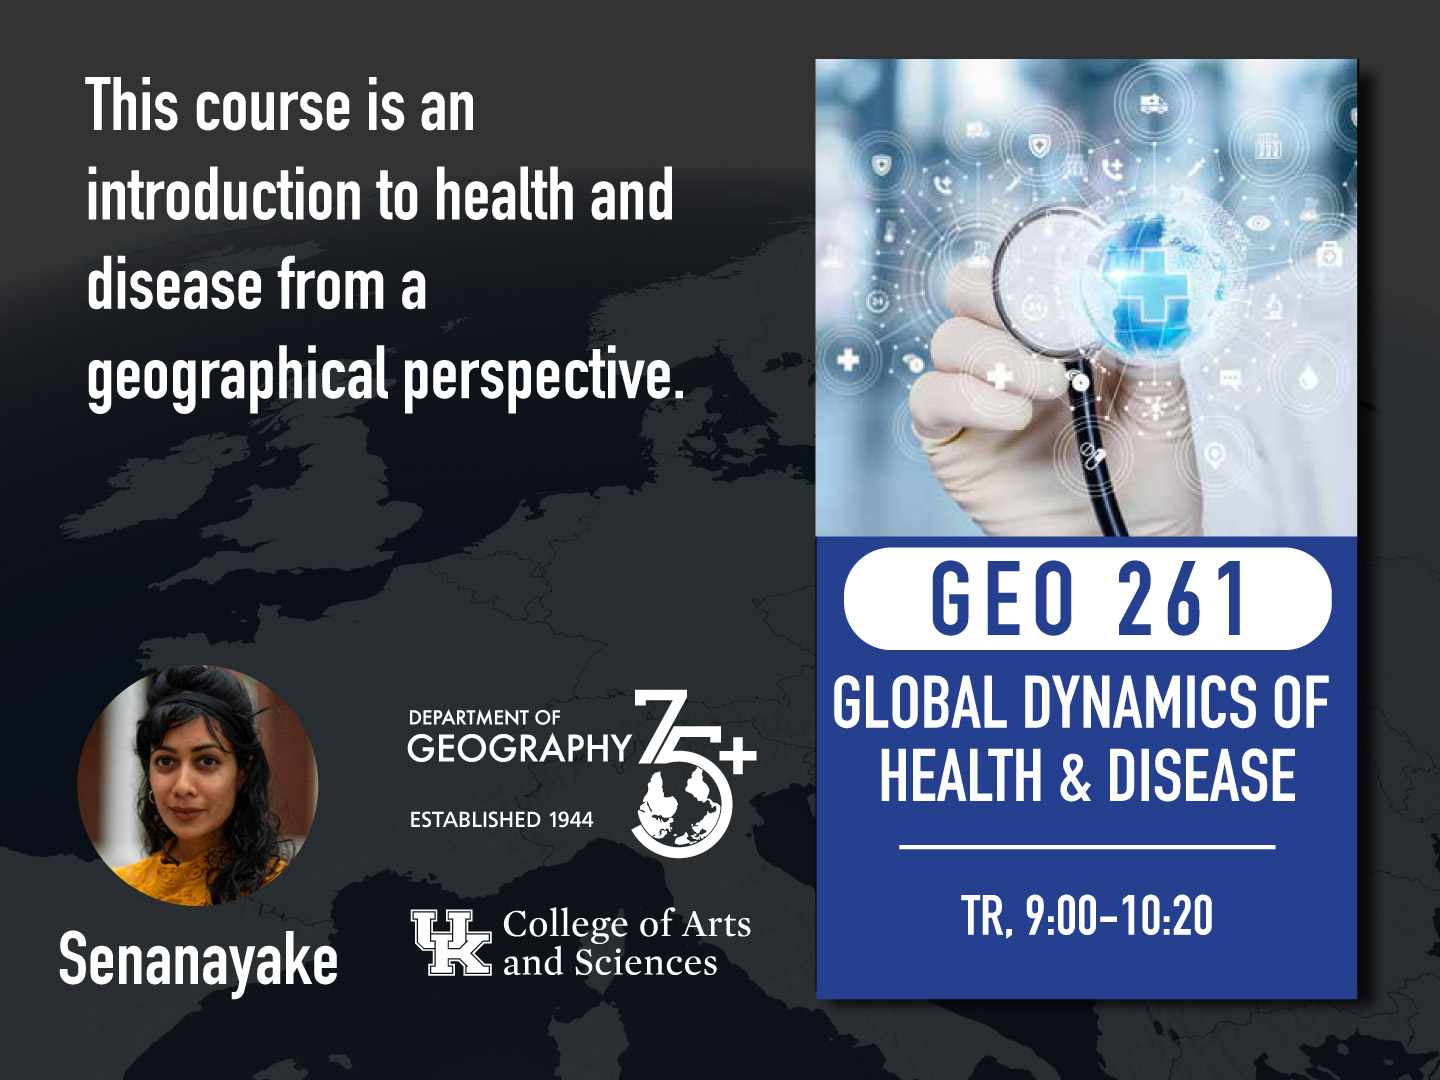 This course is an
introduction to health and
disease from a
geographical perspective.
GEO 261
GLOBAL DYNAMICS OF
HEALTH & DISEASE
TR, 9:00-10:20
Senanayake
DEPARTMENT OF
GEOGRAPHY 75+
ESTABLISHED 1944
UK College of Arts
and Sciences